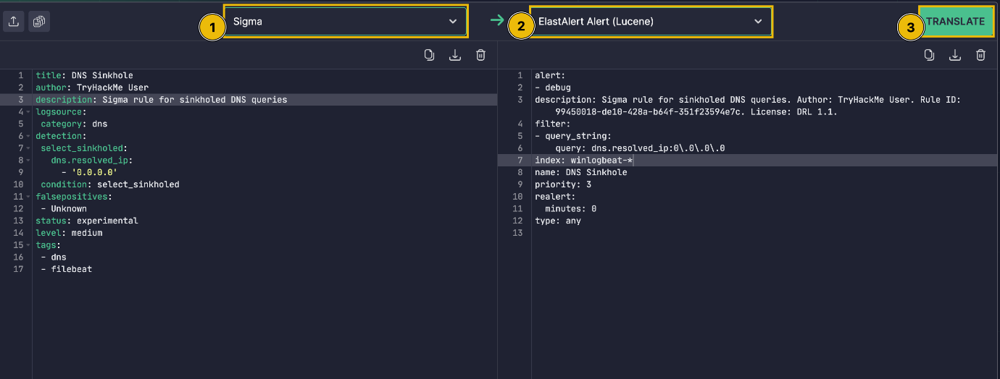 1 Sigma 2 ElastAlert Alert (Lucene) 3 TRANSLATE
1 title: DNS Sinkhole
2 author: TryHackMe User
3 description: Sigma rule for sinkholed DNS queries
4 logsource:
5  category: dns
6 detection:
7  select_sinkholed:
8    dns.resolved_ip:
9      - '0.0.0.0'
10  condition: select_sinkholed
11 falsepositives:
12  - Unknown
13 status: experimental
14 level: medium
15 tags:
16  - dns
17  - filebeat
1 alert:
2 - debug
3 description: Sigma rule for sinkholed DNS queries. Author: TryHackMe User. Rule ID:
99450018-de10-428a-b64f-351f23594e7c. License: DRL 1.1.
4 filter:
5 - query_string:
6     query: dns.resolved_ip:0\.0\.0\.0
7 index: winlogbeat-*
8 name: DNS Sinkhole
9 priority: 3
10 realert:
11   minutes: 0
12 type: any
13